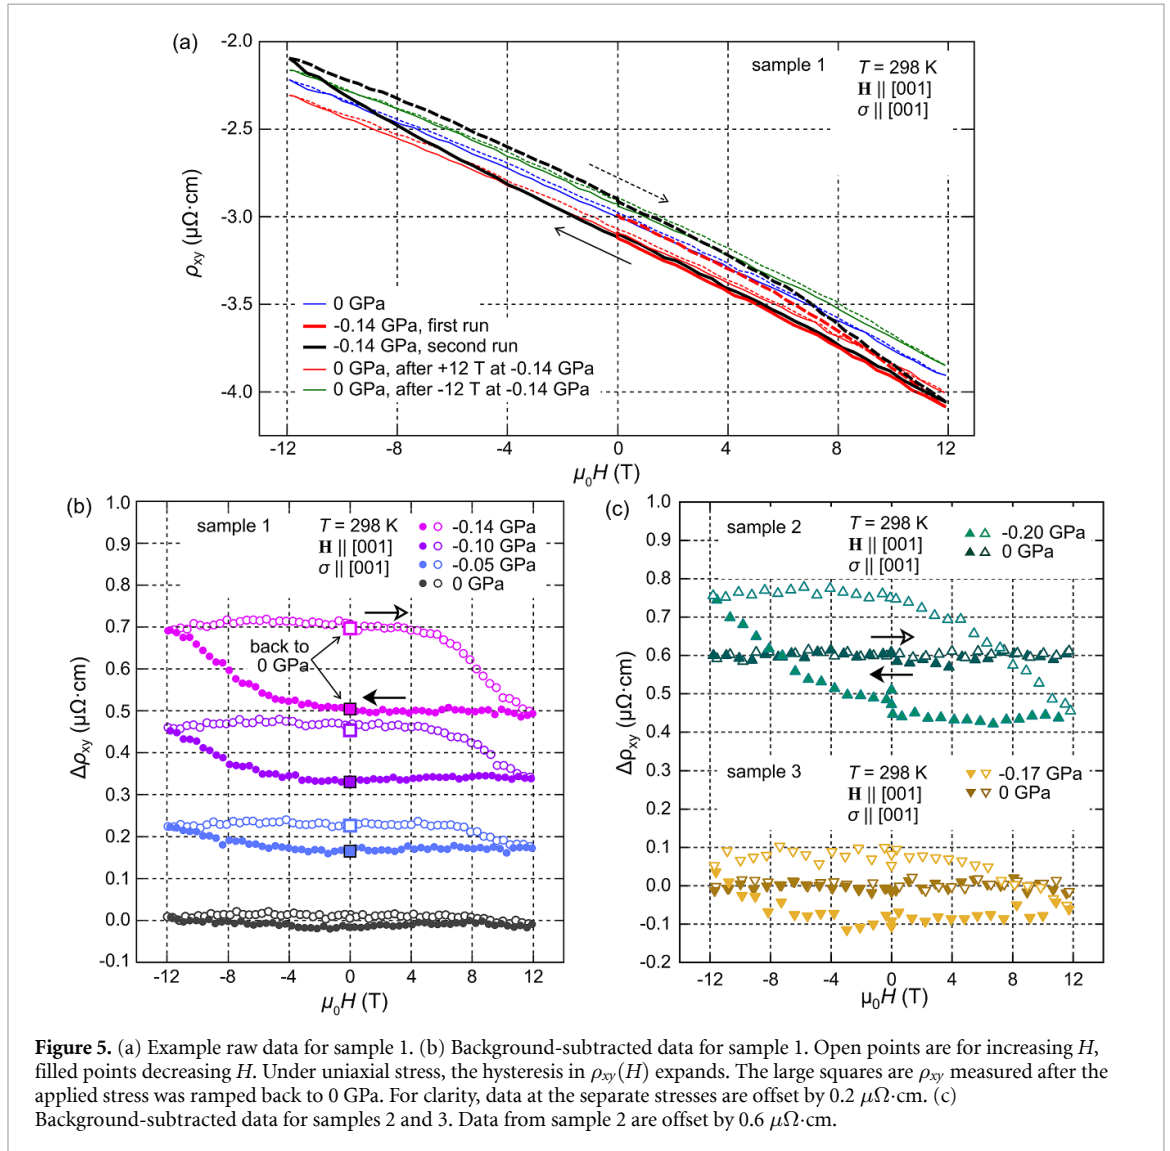 (a)
sample 1
T = 298 K
H || [001]
σ || [001]
-2.0
-2.5
-3.0
-3.5
-4.0
ρxy (μΩ·cm)
0 GPa
-0.14 GPa, first run
-0.14 GPa, second run
0 GPa, after +12 T at -0.14 GPa
0 GPa, after -12 T at -0.14 GPa
-12 -8 -4 0 4 8 12
μ0H (T)
(b)
sample 1
T = 298 K
H || [001]
σ || [001]
-0.14 GPa
-0.10 GPa
-0.05 GPa
0 GPa
back to
0 GPa
1.0
0.9
0.8
0.7
0.6
0.5
0.4
0.3
0.2
0.1
0.0
-0.1
Δρxy (μΩ·cm)
-12 -8 -4 0 4 8 12
μ0H (T)
(c)
sample 2
T = 298 K
H || [001]
σ || [001]
-0.20 GPa
0 GPa
sample 3
T = 298 K
H || [001]
σ || [001]
-0.17 GPa
0 GPa
1.0
0.9
0.8
0.7
0.6
0.5
0.4
0.3
0.2
0.1
0.0
-0.1
-0.2
Δρxy (μΩ·cm)
-12 -8 -4 0 4 8 12
μ0H (T)
Figure 5. (a) Example raw data for sample 1. (b) Background-subtracted data for sample 1. Open points are for increasing H,
filled points decreasing H. Under uniaxial stress, the hysteresis in ρxy(H) expands. The large squares are ρxy measured after the
applied stress was ramped back to 0 GPa. For clarity, data at the separate stresses are offset by 0.2 μΩ·cm. (c)
Background-subtracted data for samples 2 and 3. Data from sample 2 are offset by 0.6 μΩ·cm.